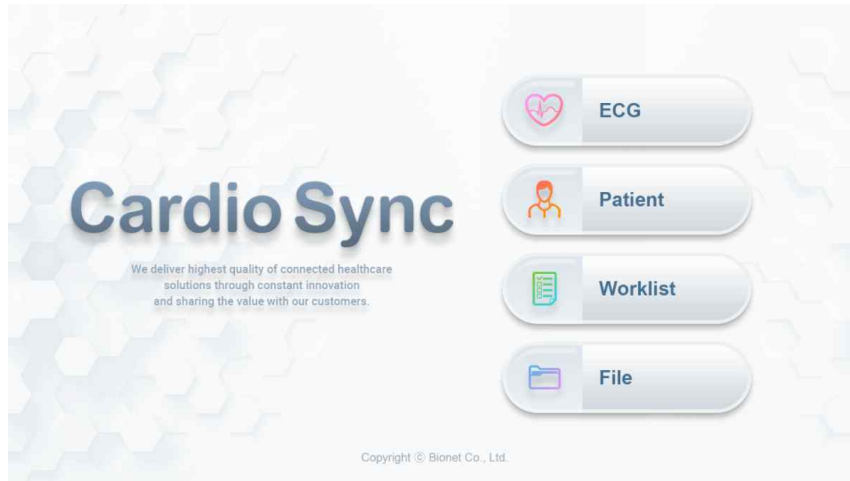 Cardio Sync
We deliver highest quality of connected healthcare
solutions through constant innovation
and sharing the value with our customers.
ECG
Patient
Worklist
File
Copyright ⓒ Bionet Co., Ltd.